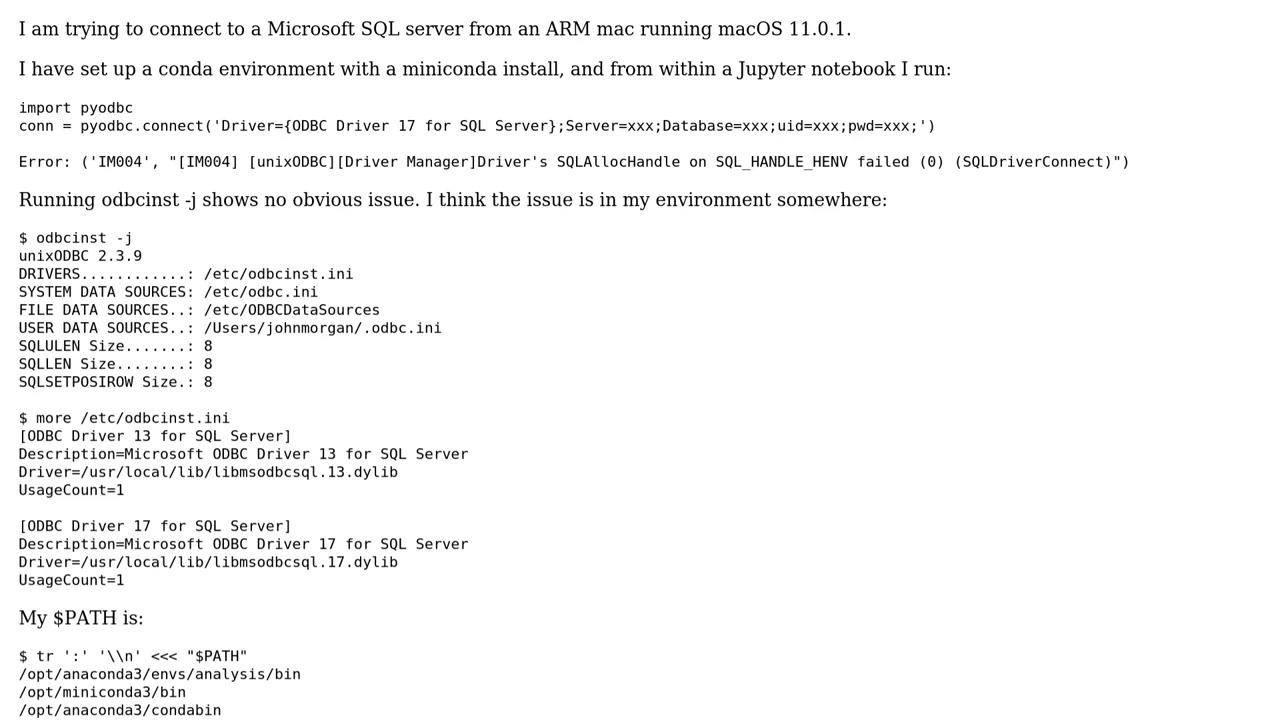 I am trying to connect to a Microsoft SQL server from an ARM mac running macOS 11.0.1.
I have set up a conda environment with a miniconda install, and from within a Jupyter notebook I run:
import pyodbc
conn = pyodbc.connect('Driver={ODBC Driver 17 for SQL Server};Server=xxx;Database=xxx;uid=xxx;pwd=xxx;')
Error: ('IM004', "[IM004] [unixODBC][Driver Manager]Driver's SQLAllocHandle on SQL_HANDLE_HENV failed (0) (SQLDriverConnect)")
Running odbcinst -j shows no obvious issue. I think the issue is in my environment somewhere:
$ odbcinst -j
unixODBC 2.3.9
DRIVERS............: /etc/odbcinst.ini
SYSTEM DATA SOURCES: /etc/odbc.ini
FILE DATA SOURCES..: /etc/ODBCDataSources
USER DATA SOURCES..: /Users/johnmorgan/.odbc.ini
SQLULEN Size.......: 8
SQLLEN Size........: 8
SQLSETPOSIROW Size.: 8
$ more /etc/odbcinst.ini
[ODBC Driver 13 for SQL Server]
Description=Microsoft ODBC Driver 13 for SQL Server
Driver=/usr/local/lib/libmsodbcsql.13.dylib
UsageCount=1
[ODBC Driver 17 for SQL Server]
Description=Microsoft ODBC Driver 17 for SQL Server
Driver=/usr/local/lib/libmsodbcsql.17.dylib
UsageCount=1
My $PATH is:
$ tr ':' '\\n' <<< "$PATH"
/opt/anaconda3/envs/analysis/bin
/opt/miniconda3/bin
/opt/anaconda3/condabin